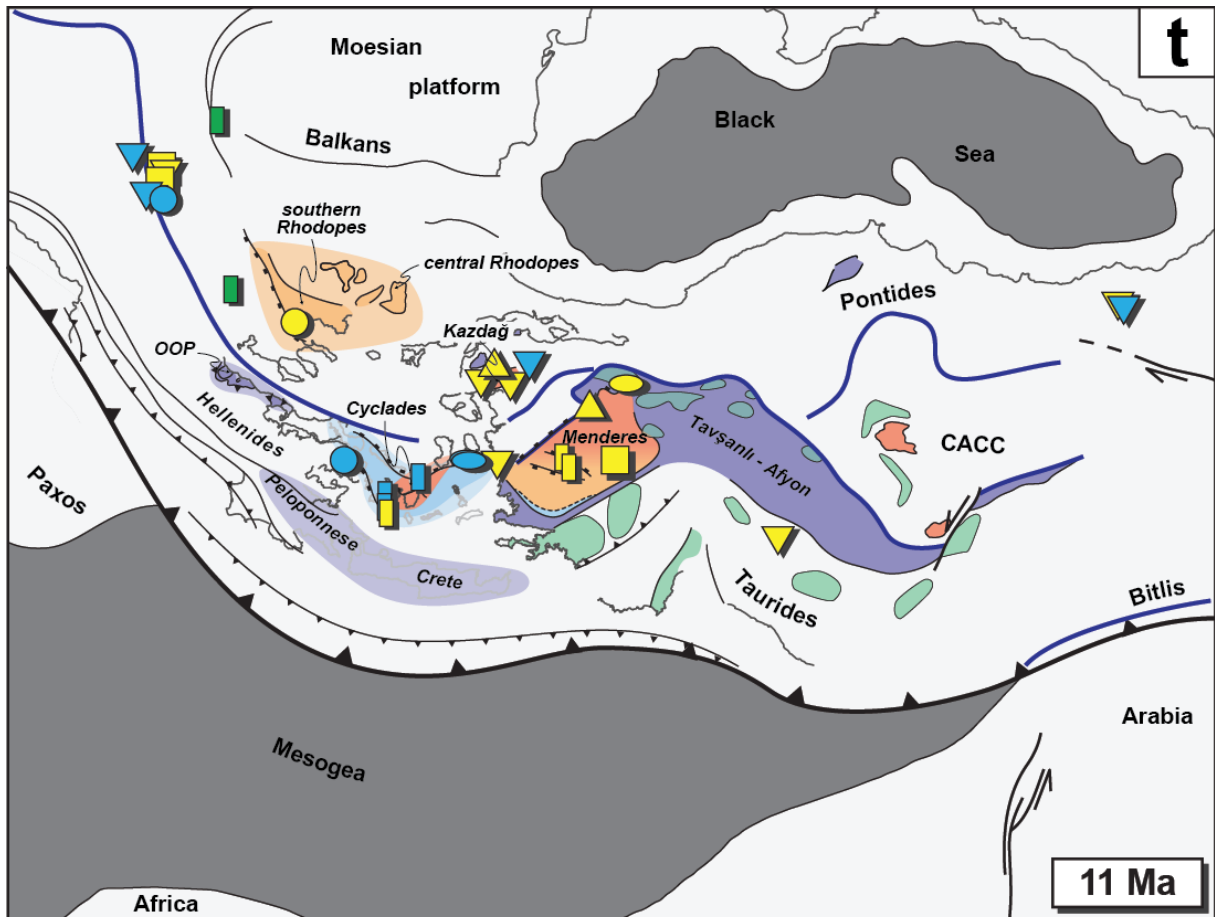 t
Moesian
platform
Black
Sea
Balkans
southern
Rhodopes
central Rhodopes
Pontides
Kazdağ
OOP
Cyclades
Hellenides
Menderes
Tavşanlı - Afyon
CACC
Paxos
Peloponnese
Crete
Taurides
Bitlis
Arabia
Mesogea
Africa
11 Ma